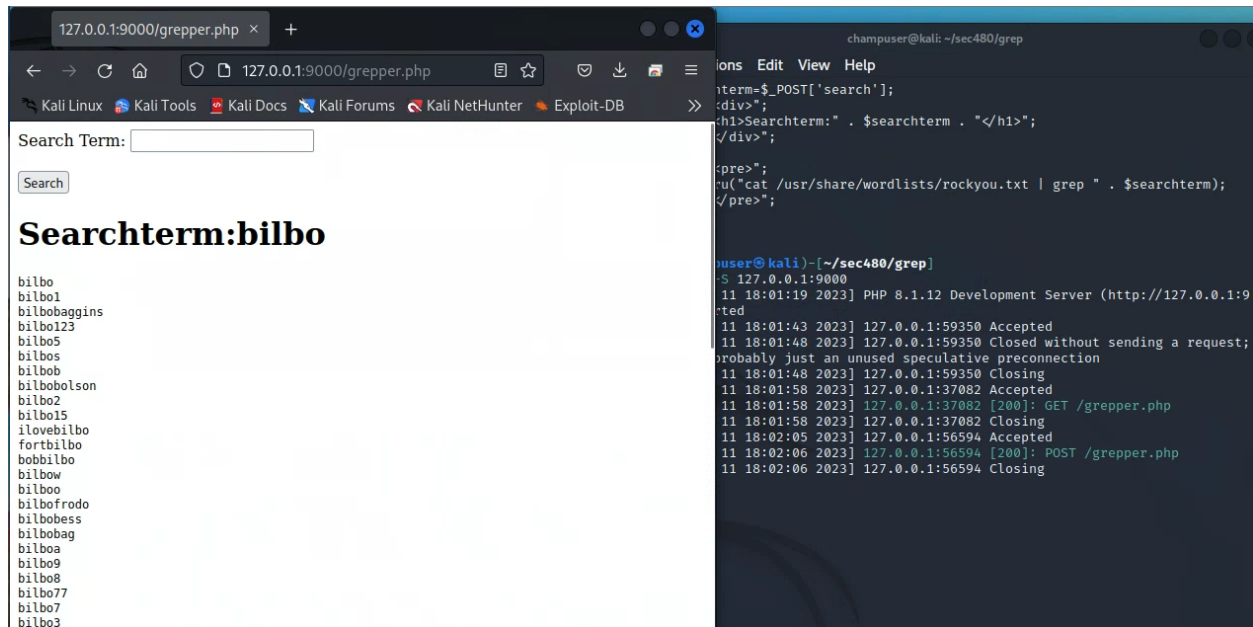 127.0.0.1:9000/grepper.php × +
127.0.0.1:9000/grepper.php
Kali Linux Kali Tools Kali Docs Kali Forums Kali NetHunter Exploit-DB »
Search Term:
Search
Searchterm:bilbo
bilbo
bilbo1
bilbobaggins
bilbo123
bilbo5
bilbos
bilbob
bilbobolson
bilbo2
bilbo15
ilovebilbo
fortbilbo
bobbilbo
bilbow
bilboo
bilbofrodo
bilbobess
bilbobag
bilboa
bilbo9
bilbo8
bilbo77
bilbo7
bilbo3
champuser@kali: ~/sec480/grep
ions Edit View Help
hterm=$_POST['search'];
<div>";
<h1>Searchterm:" . $searchterm . "</h1>";
</div>";
<pre>";
ru("cat /usr/share/wordlists/rockyou.txt | grep " . $searchterm);
</pre>";
puser㉿kali)-[~/sec480/grep]
-S 127.0.0.1:9000
11 18:01:19 2023] PHP 8.1.12 Development Server (http://127.0.0.1:9
rted
11 18:01:43 2023] 127.0.0.1:59350 Accepted
11 18:01:48 2023] 127.0.0.1:59350 Closed without sending a request;
probably just an unused speculative preconnection
11 18:01:48 2023] 127.0.0.1:59350 Closing
11 18:01:58 2023] 127.0.0.1:37082 Accepted
11 18:01:58 2023] 127.0.0.1:37082 [200]: GET /grepper.php
11 18:01:58 2023] 127.0.0.1:37082 Closing
11 18:02:05 2023] 127.0.0.1:56594 Accepted
11 18:02:06 2023] 127.0.0.1:56594 [200]: POST /grepper.php
11 18:02:06 2023] 127.0.0.1:56594 Closing